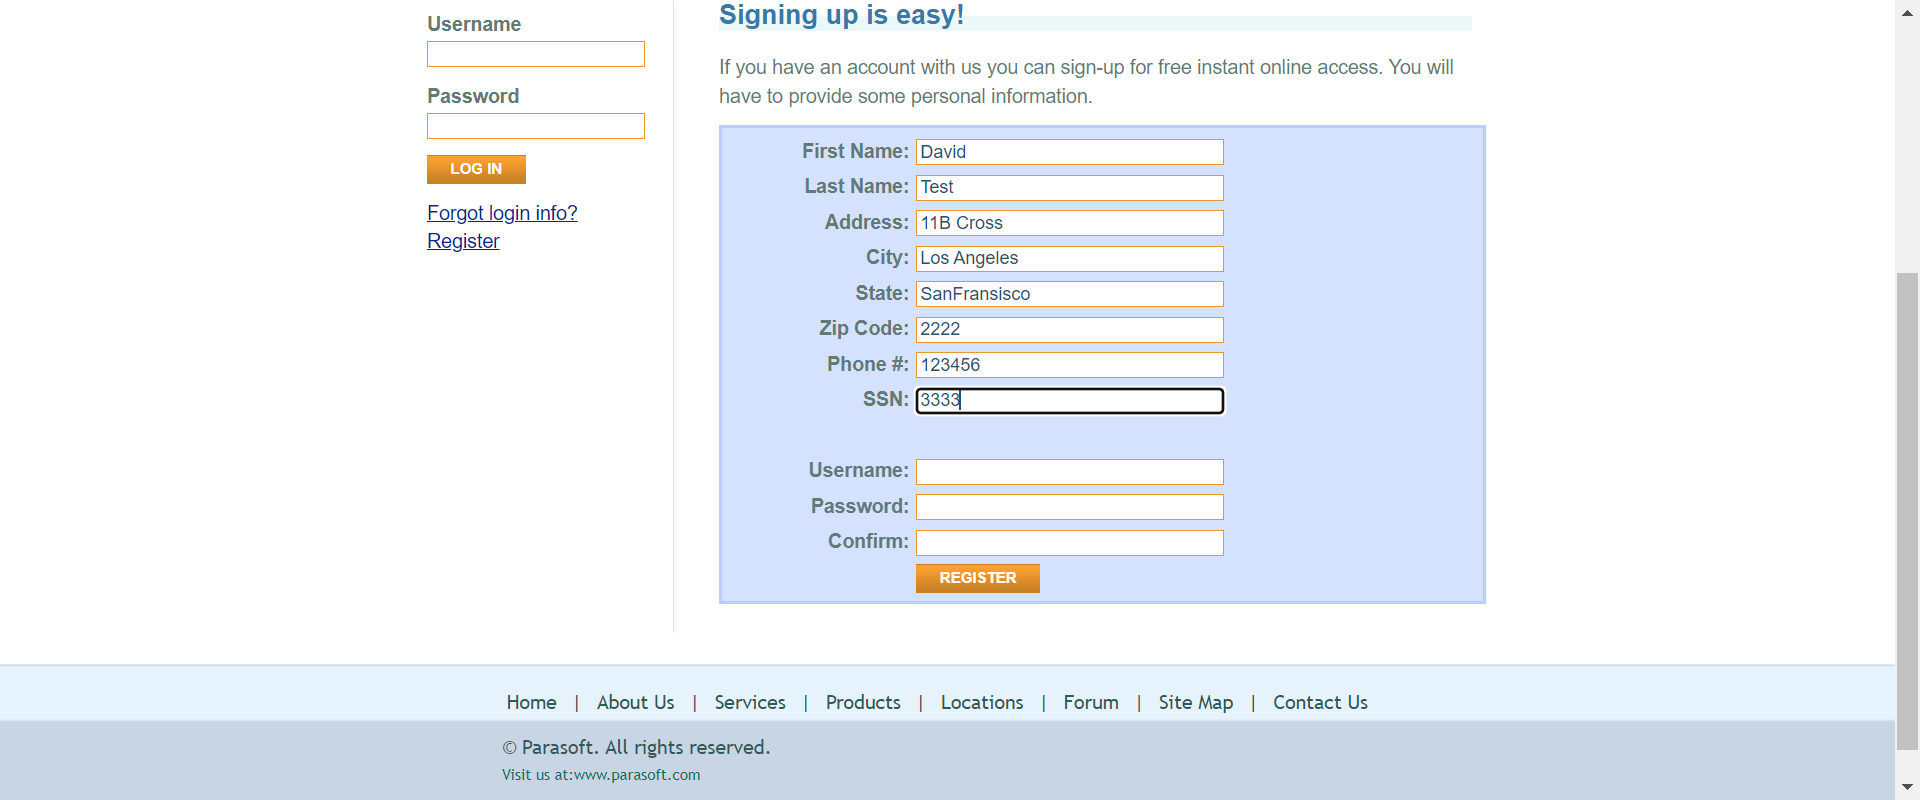 Username
Password
LOG IN
Forgot login info?
Register
Signing up is easy!
If you have an account with us you can sign-up for free instant online access. You will
have to provide some personal information.
First Name: David
Last Name: Test
Address: 11B Cross
City: Los Angeles
State: SanFransisco
Zip Code: 2222
Phone #: 123456
SSN: 3333
Username:
Password:
Confirm:
REGISTER
Home | About Us | Services | Products | Locations | Forum | Site Map | Contact Us
© Parasoft. All rights reserved.
Visit us at:www.parasoft.com